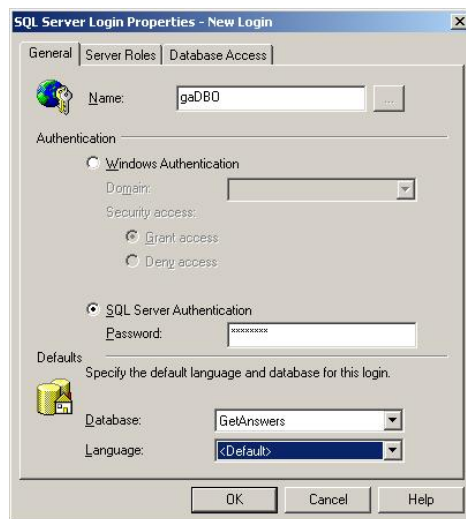 SQL Server Login Properties - New Login
General Server Roles Database Access
Name: gaDBO ...
Authentication
Windows Authentication
Domain:
Security access:
Grant access
Deny access
SQL Server Authentication
Password: ********
Defaults
Specify the default language and database for this login.
Database: GetAnswers
Language: <Default>
OK Cancel Help